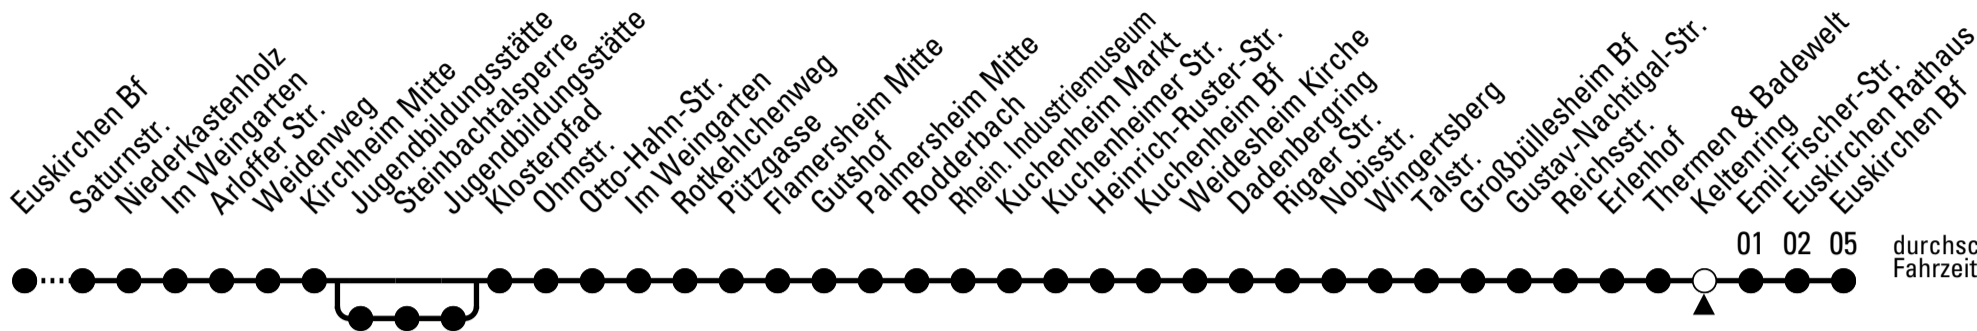 Euskirchen Bf
Saturnstr.
Niederkastenholz
Im Weingarten
Arloffer Str.
Weidenweg
Kirchheim Mitte
Jugendbildungsstätte
Steinbachtalsperre
Jugendbildungsstätte
Klosterpfad
Ohmstr.
Otto-Hahn-Str.
Im Weingarten
Rotkehlchenweg
Pützgasse
Flamersheim Mitte
Gutshof
Palmersheim Mitte
Rodderbach
Rhein. Industriemuseum
Kuchenheim Markt
Kuchenheimer Str.
Heinrich-Ruster-Str.
Kuchenheim Bf
Weidesheim Kirche
Dadenbergring
Rigaer Str.
Nobisstr.
Wingertsberg
Talstr.
Großbüllesheim Bf
Gustav-Nachtigal-Str.
Reichsstr.
Erlenhof
Thermen & Badewelt
Keltenring
Emil-Fischer-Str.
Euskirchen Rathaus
Euskirchen Bf
01 02 05
durchsc
Fahrzeit